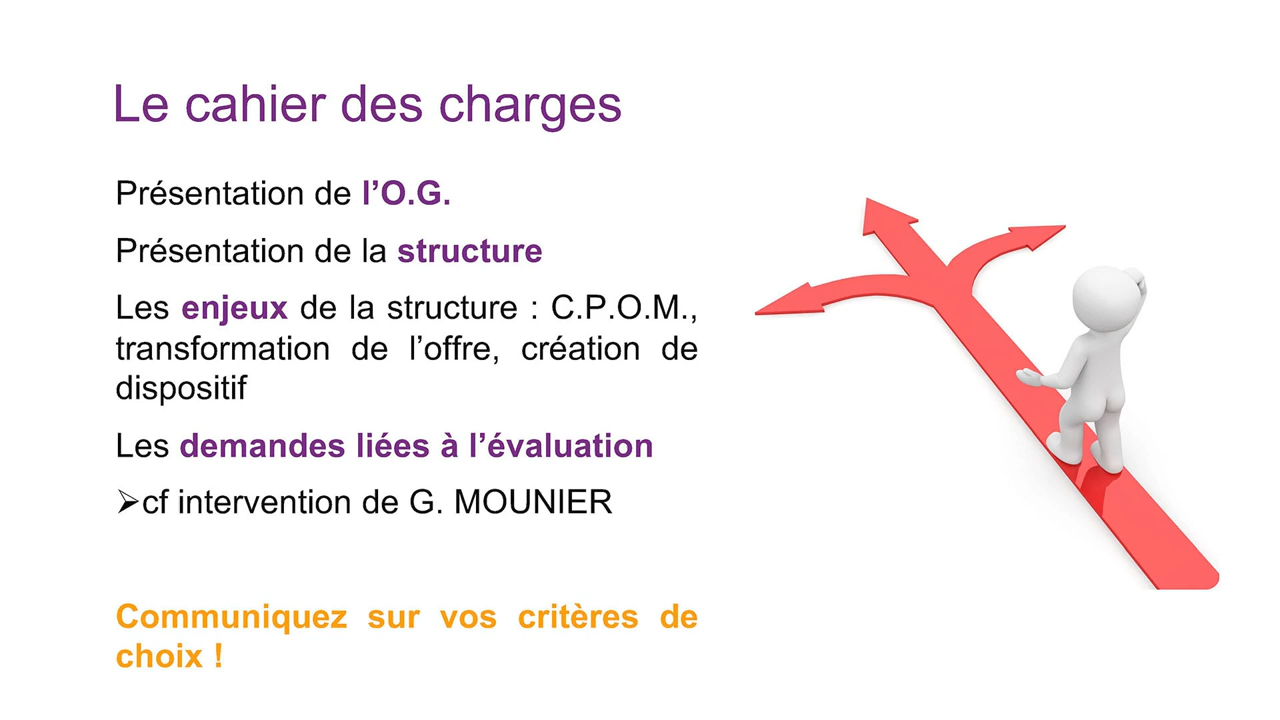 Le cahier des charges
Présentation de l’O.G.
Présentation de la structure
Les enjeux de la structure : C.P.O.M.,
transformation de l’offre, création de
dispositif
Les demandes liées à l’évaluation
➢cf intervention de G. MOUNIER
Communiquez sur vos critères de
choix !